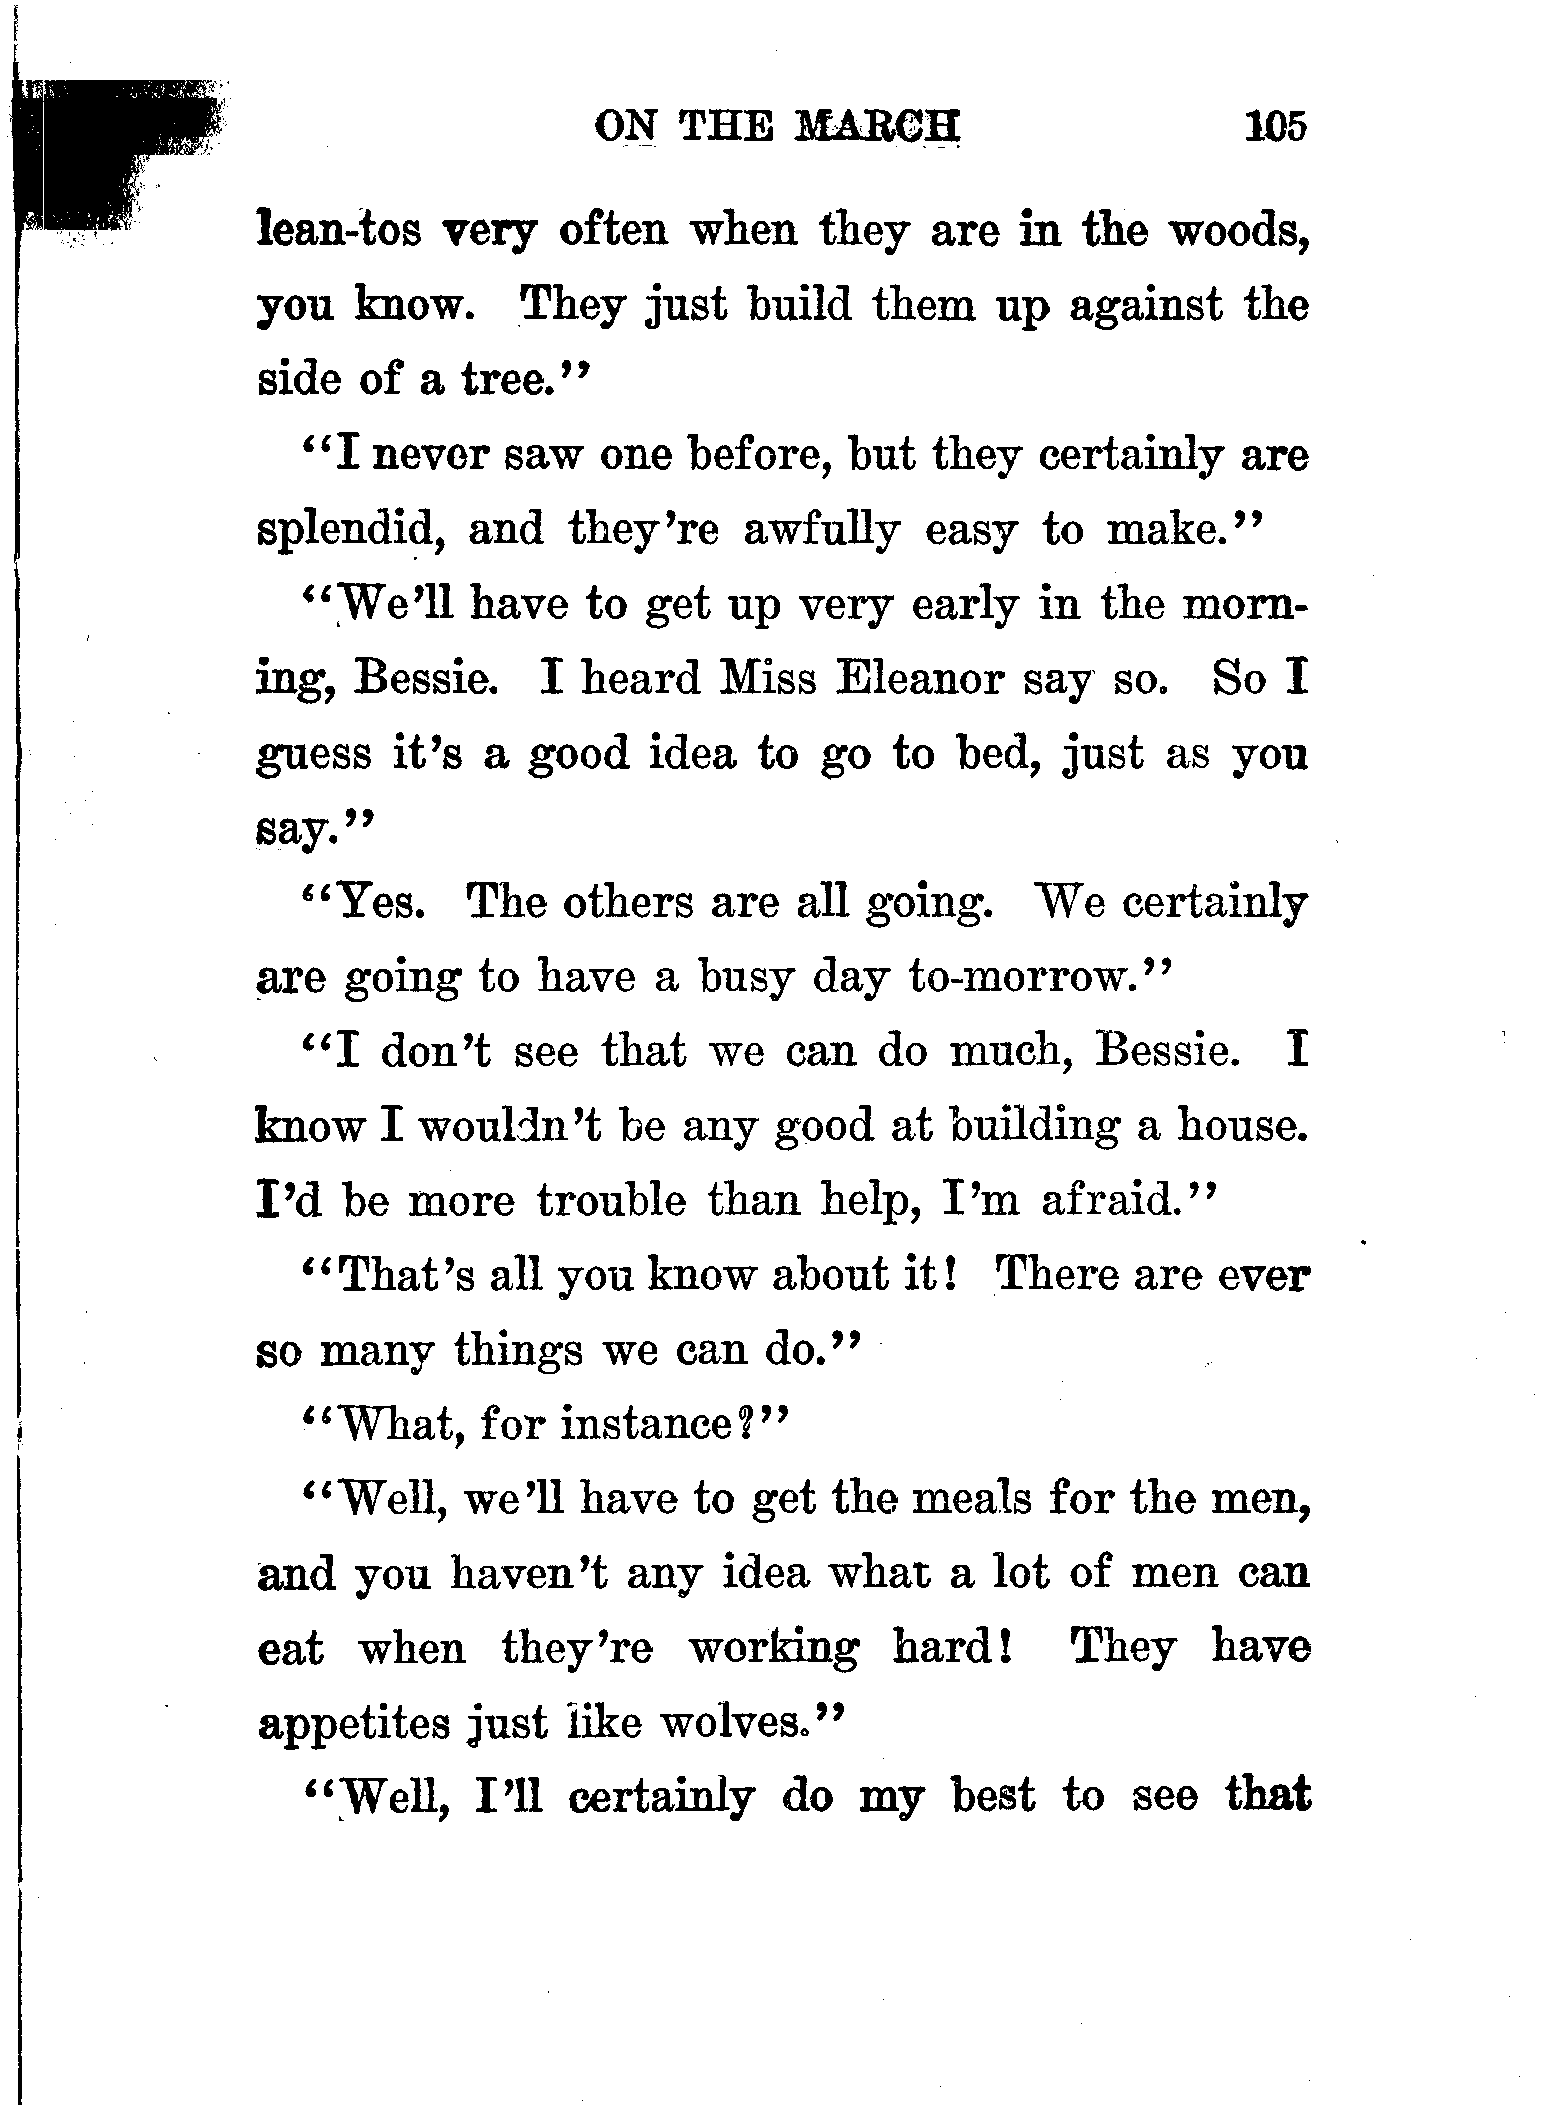 ON THE MARCH 105
lean-tos very often when they are in the woods,
you know. They just build them up against the
side of a tree."
"I never saw one before, but they certainly are
splendid, and they're awfully easy to make."
"We'll have to get up very early in the morn-
ing, Bessie. I heard Miss Eleanor say so. So I
guess it's a good idea to go to bed, just as you
say."
"Yes. The others are all going. We certainly
are going to have a busy day to-morrow."
"I don't see that we can do much, Bessie. I
know I wouldn't be any good at building a house.
I'd be more trouble than help, I'm afraid."
"That's all you know about it! There are ever
so many things we can do."
"What, for instance?"
"Well, we'll have to get the meals for the men,
and you haven't any idea what a lot of men can
eat when they're working hard! They have
appetites just like wolves."
"Well, I'll certainly do my best to see that